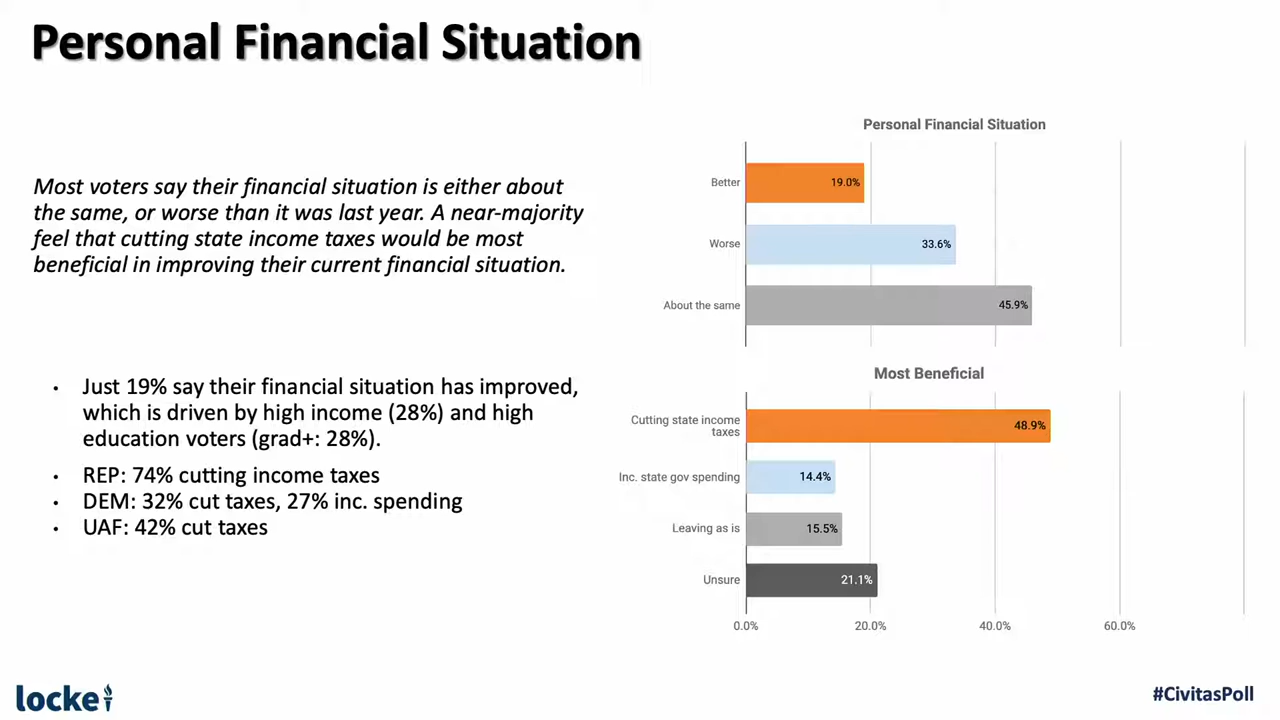 Personal Financial Situation
Most voters say their financial situation is either about
the same, or worse than it was last year. A near-majority
feel that cutting state income taxes would be most
beneficial in improving their current financial situation.
• Just 19% say their financial situation has improved,
which is driven by high income (28%) and high
education voters (grad+: 28%).
• REP: 74% cutting income taxes
• DEM: 32% cut taxes, 27% inc. spending
• UAF: 42% cut taxes
Personal Financial Situation
Better 19.0%
Worse 33.6%
About the same 45.9%
Most Beneficial
Cutting state income
taxes 48.9%
Inc. state gov spending 14.4%
Leaving as is 15.5%
Unsure 21.1%
0.0% 20.0% 40.0% 60.0%
locke
#CivitasPoll